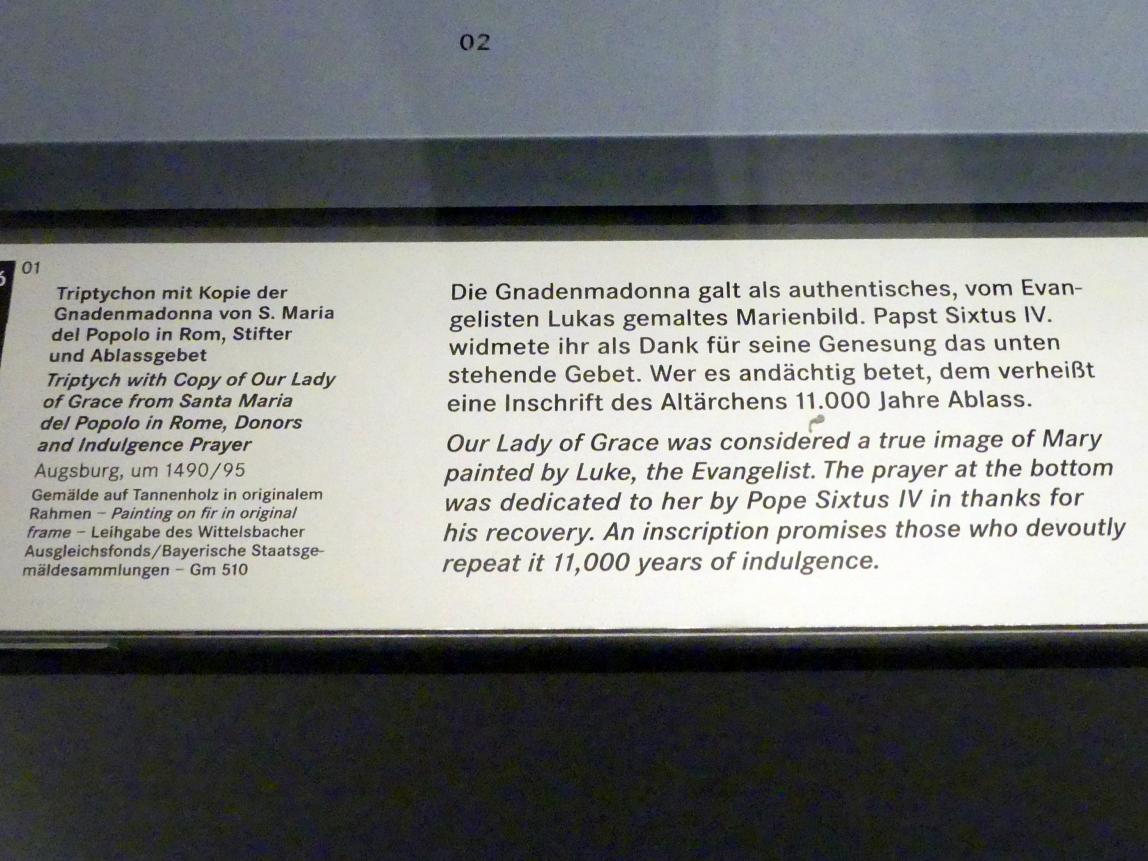 02
6
01
Triptychon mit Kopie der
Gnadenmadonna von S. Maria
del Popolo in Rom, Stifter
und Ablassgebet
Triptych with Copy of Our Lady
of Grace from Santa Maria
del Popolo in Rome, Donors
and Indulgence Prayer
Augsburg, um 1490/95
Gemälde auf Tannenholz in originalem
Rahmen – Painting on fir in original
frame – Leihgabe des Wittelsbacher
Ausgleichsfonds/Bayerische Staatsge-
mäldesammlungen – Gm 510
Die Gnadenmadonna galt als authentisches, vom Evan-
gelisten Lukas gemaltes Marienbild. Papst Sixtus IV.
widmete ihr als Dank für seine Genesung das unten
stehende Gebet. Wer es andächtig betet, dem verheißt
eine Inschrift des Altärchens 11.000 Jahre Ablass.
Our Lady of Grace was considered a true image of Mary
painted by Luke, the Evangelist. The prayer at the bottom
was dedicated to her by Pope Sixtus IV in thanks for
his recovery. An inscription promises those who devoutly
repeat it 11,000 years of indulgence.